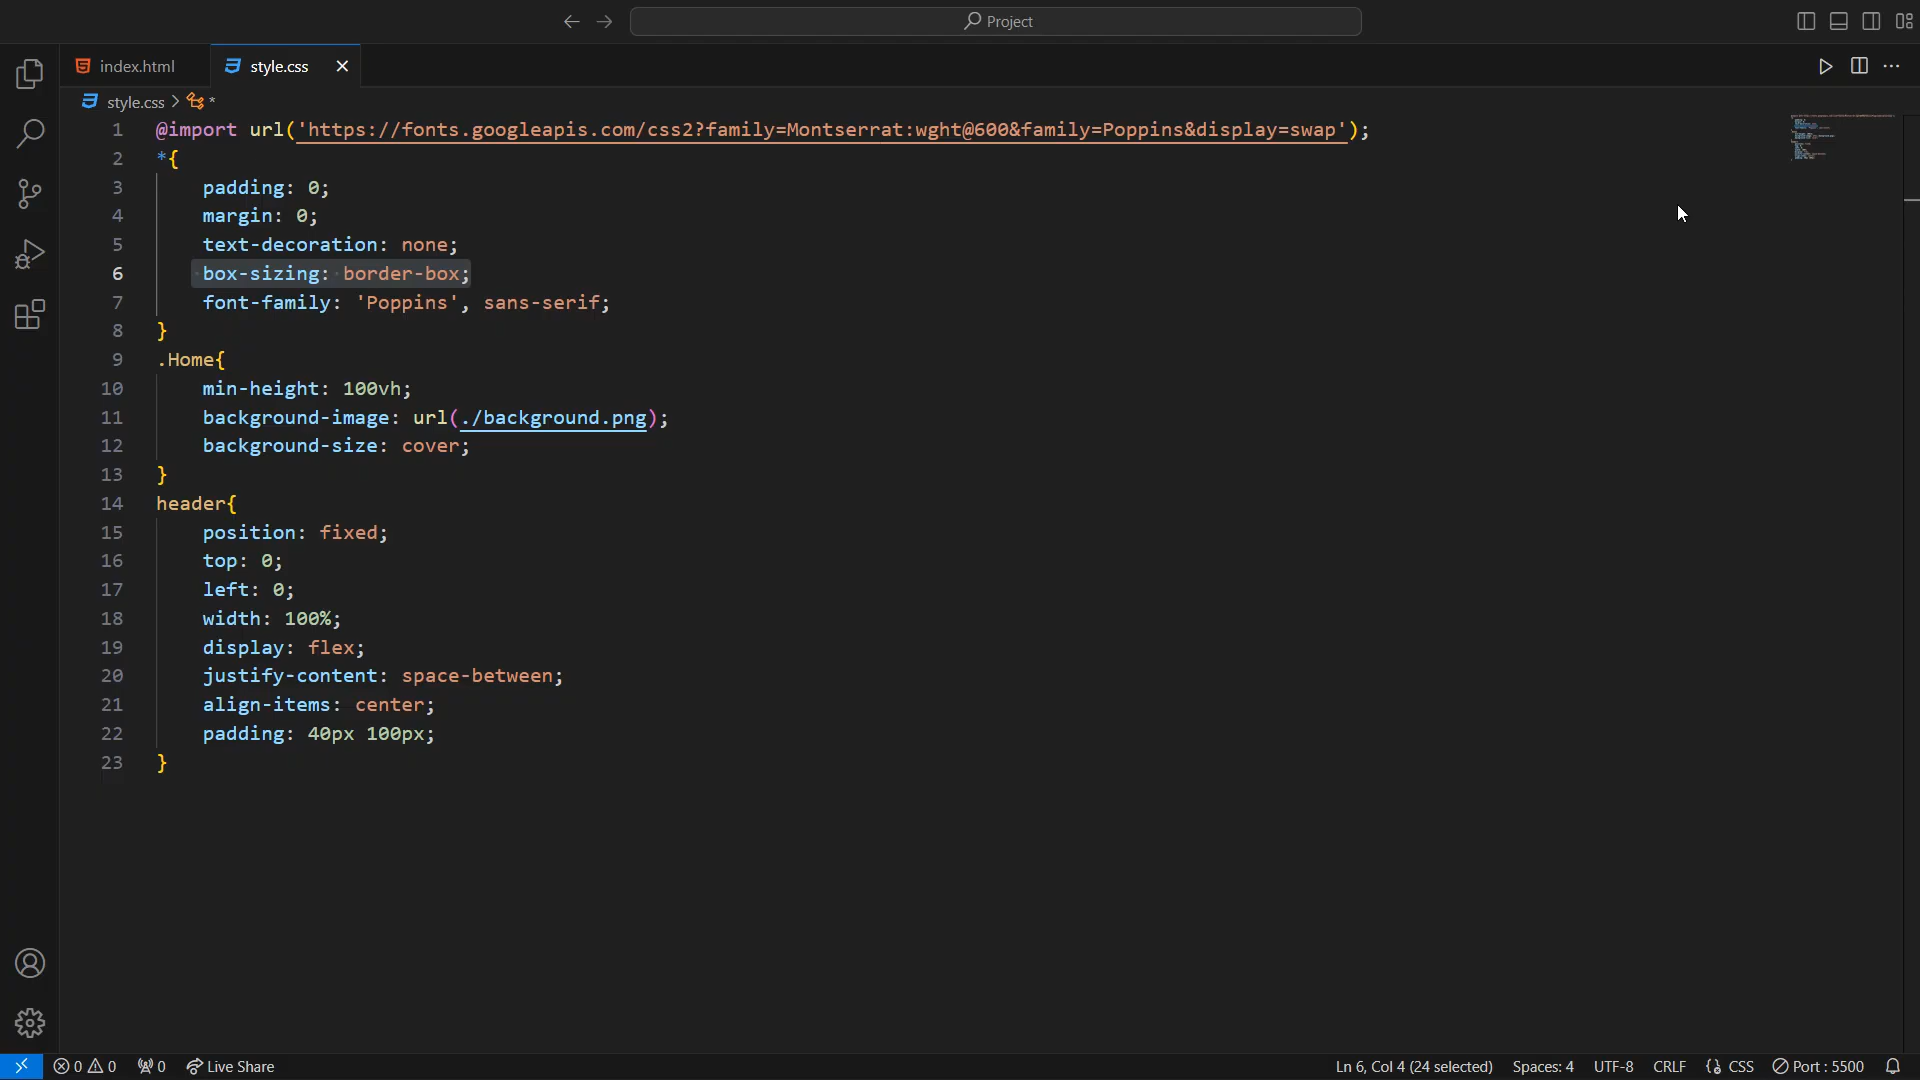 Project
index.html
style.css
style.css > *
1 @import url('https://fonts.googleapis.com/css2?family=Montserrat:wght@600&family=Poppins&display=swap');
2 *{
3 padding: 0;
4 margin: 0;
5 text-decoration: none;
6 box-sizing: border-box;
7 font-family: 'Poppins', sans-serif;
8 }
9 .Home{
10 min-height: 100vh;
11 background-image: url(./background.png);
12 background-size: cover;
13 }
14 header{
15 position: fixed;
16 top: 0;
17 left: 0;
18 width: 100%;
19 display: flex;
20 justify-content: space-between;
21 align-items: center;
22 padding: 40px 100px;
23 }
0 0 0 Live Share Ln 6, Col 4 (24 selected) Spaces: 4 UTF-8 CRLF CSS Port : 5500